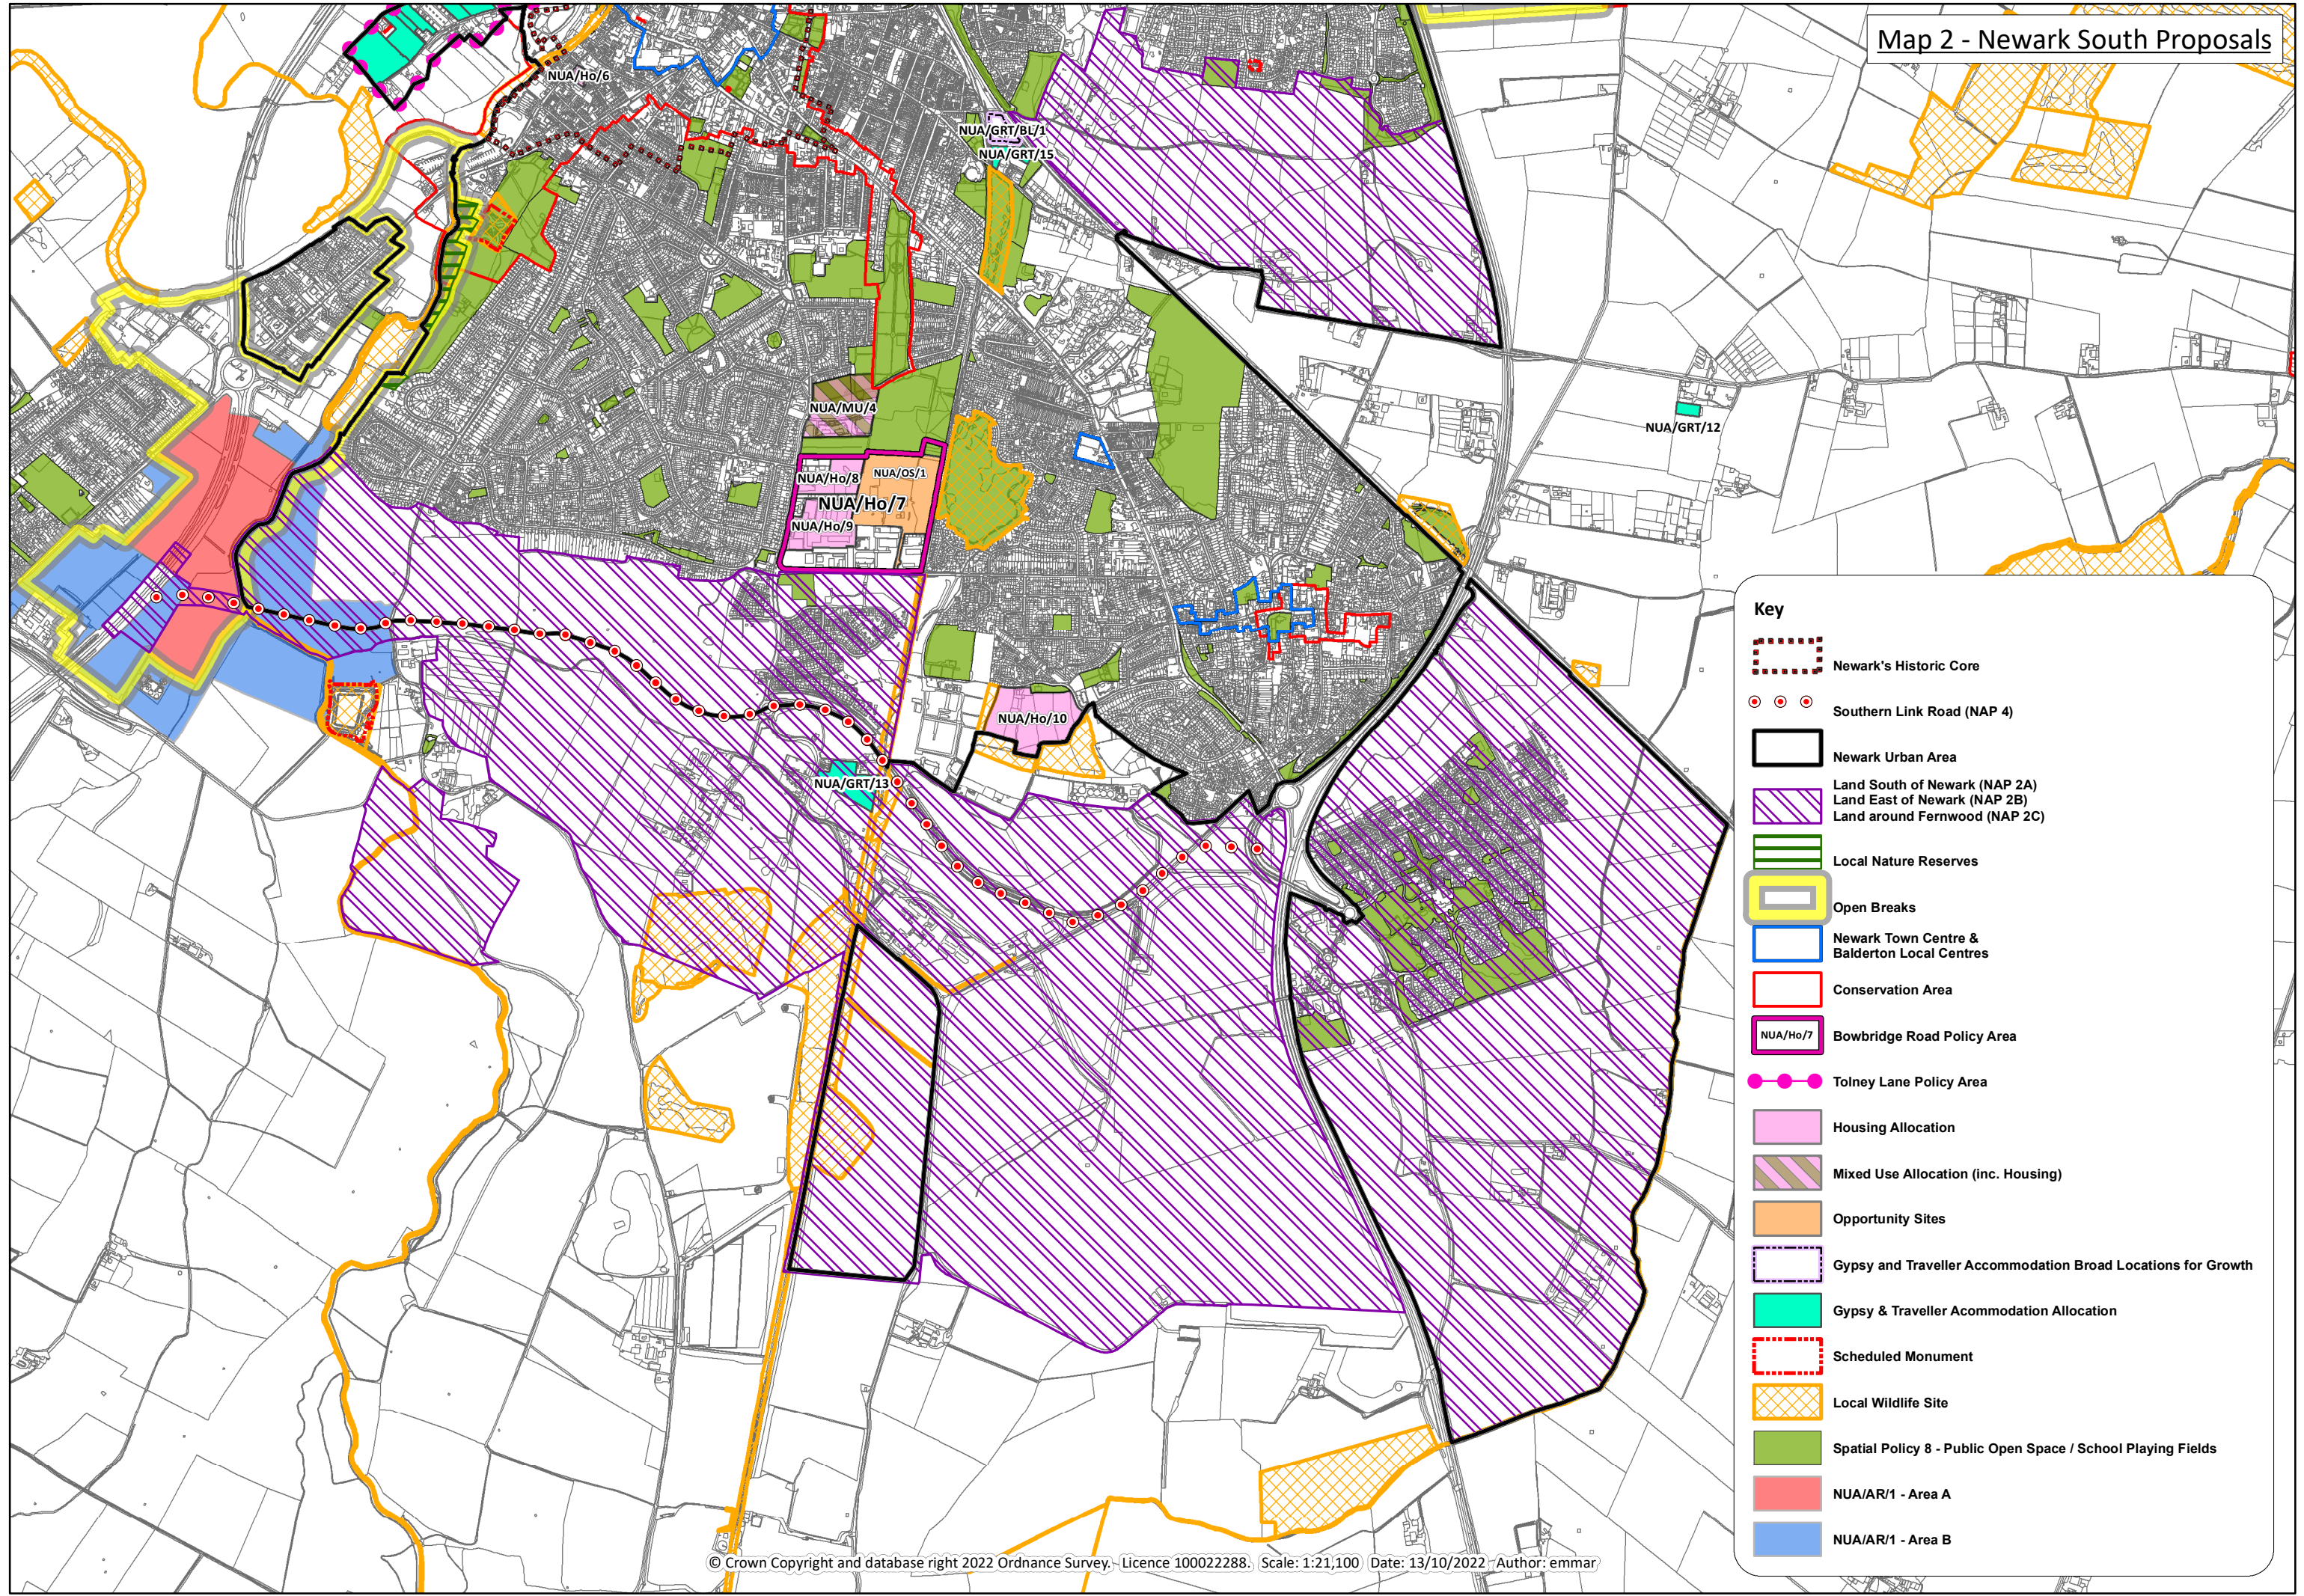 Map 2 - Newark South Proposals
NUA/Ho/6
NUA/GRT/BL/1
NUA/GRT/15
NUA/MU/4
NUA/GRT/12
NUA/Ho/8
NUA/OS/1
NUA/Ho/7
NUA/Ho/9
NUA/Ho/10
NUA/GRT/13
Key
Newark's Historic Core
Southern Link Road (NAP 4)
Newark Urban Area
Land South of Newark (NAP 2A)
Land East of Newark (NAP 2B)
Land around Fernwood (NAP 2C)
Local Nature Reserves
Open Breaks
Newark Town Centre &
Balderton Local Centres
Conservation Area
NUA/Ho/7 Bowbridge Road Policy Area
Tolney Lane Policy Area
Housing Allocation
Mixed Use Allocation (inc. Housing)
Opportunity Sites
Gypsy and Traveller Accommodation Broad Locations for Growth
Gypsy & Traveller Acommodation Allocation
Scheduled Monument
Local Wildlife Site
Spatial Policy 8 - Public Open Space / School Playing Fields
NUA/AR/1 - Area A
NUA/AR/1 - Area B
© Crown Copyright and database right 2022 Ordnance Survey. Licence 100022288. Scale: 1:21,100 Date: 13/10/2022 Author: emmar